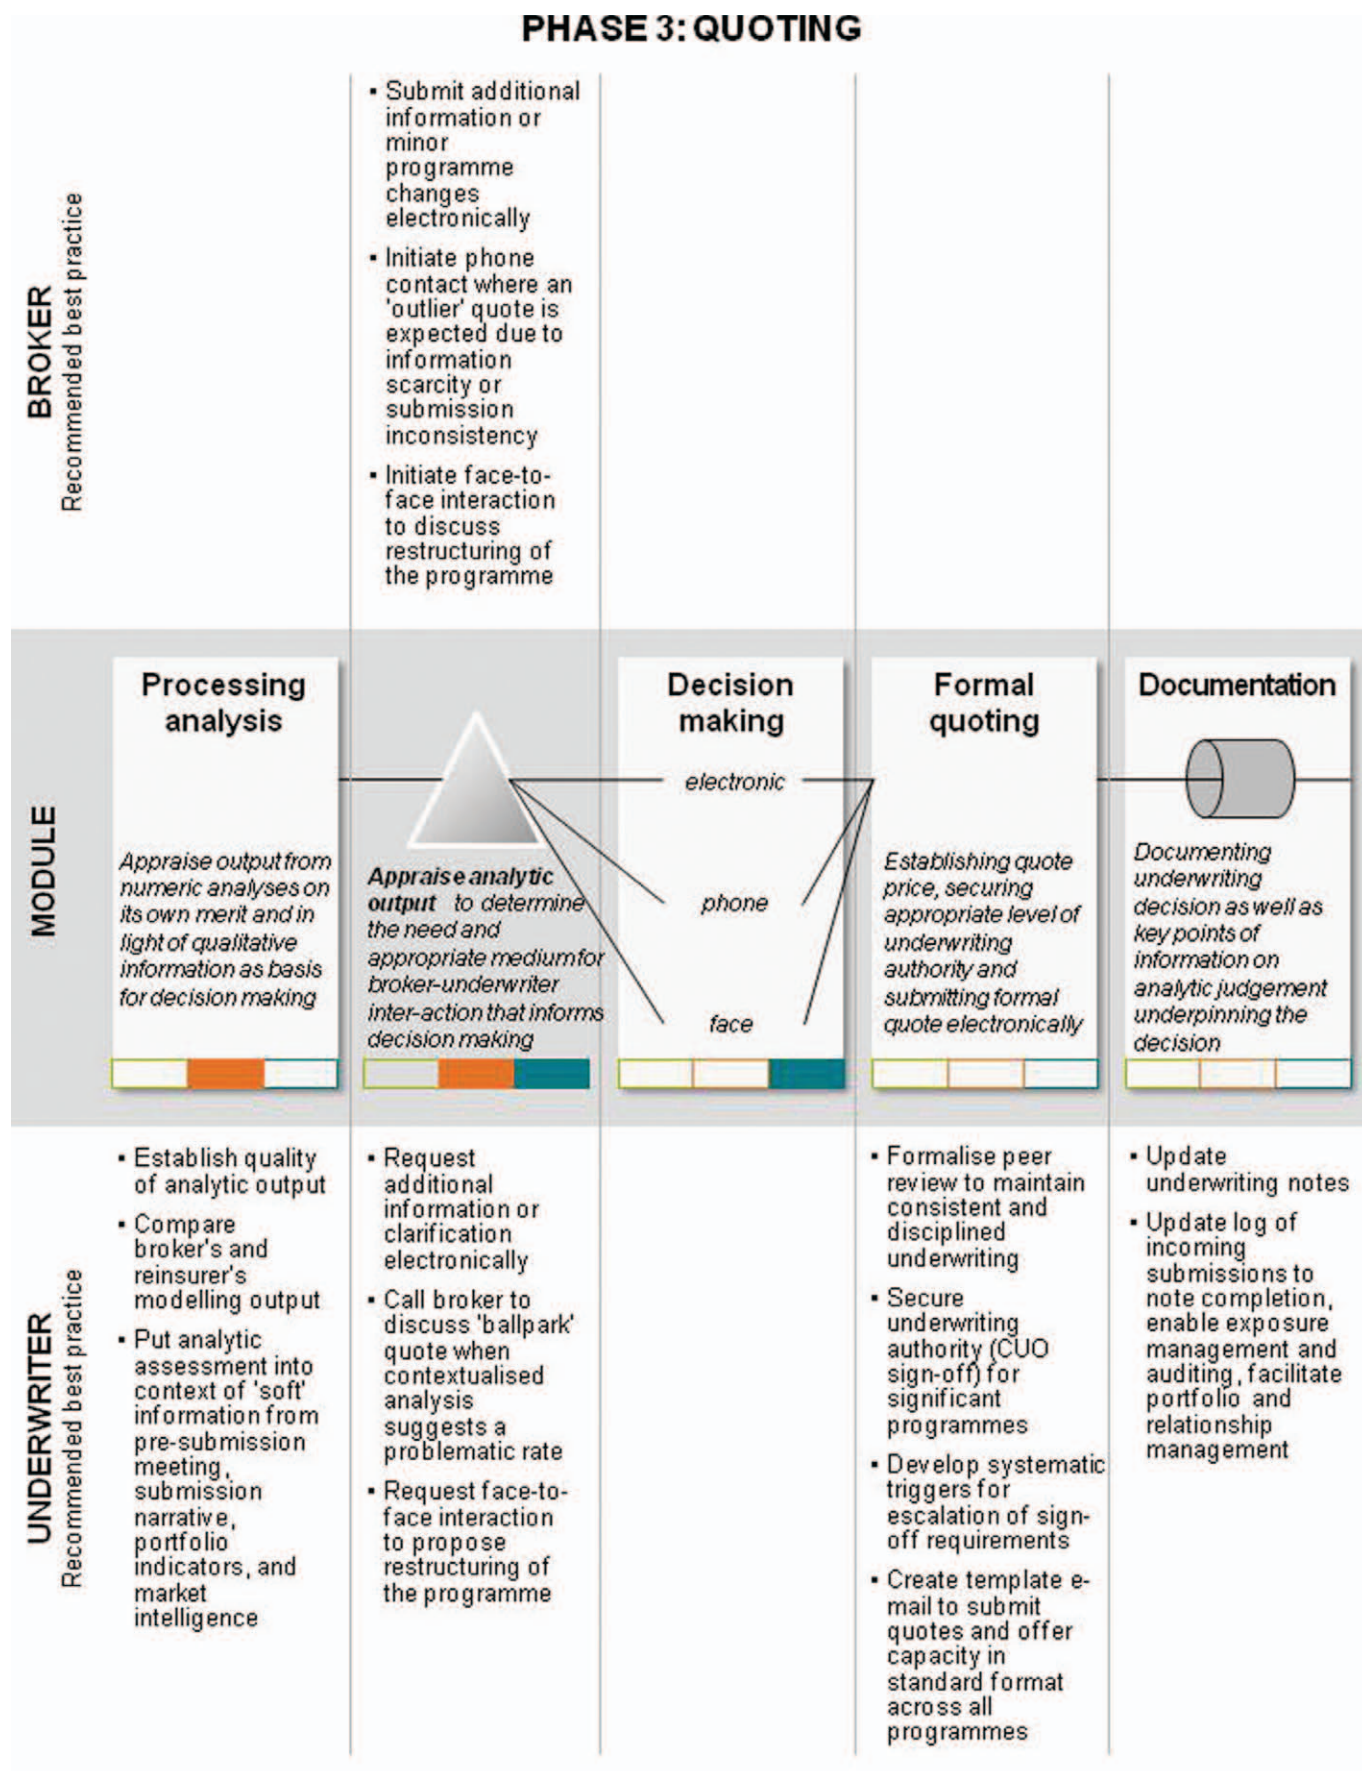 PHASE 3: QUOTING
BROKER
Recommended best practice
▪ Submit additional
information or
minor
programme
changes
electronically
▪ Initiate phone
contact where an
'outlier' quote is
expected due to
information
scarcity or
submission
inconsistency
▪ Initiate face-to-
face interaction
to discuss
restructuring of
the programme
MODULE
Processing
analysis
Appraise output from
numeric analyses on
its own merit and in
light of qualitative
information as basis
for decision making
Appraise analytic
output to determine
the need and
appropriate medium for
broker-underwriter
inter-action that informs
decision making
Decision
making
electronic
phone
face
Formal
quoting
Establishing quote
price, securing
appropriate level of
underwriting
authority and
submitting formal
quote electronically
Documentation
Documenting
underwriting
decision as well as
key points of
information on
analytic judgement
underpinning the
decision
UNDERWRITER
Recommended best practice
▪ Establish quality
of analytic output
▪ Compare
broker's and
reinsurer's
modelling output
▪ Put analytic
assessment into
context of 'soft'
information from
pre-submission
meeting,
submission
narrative,
portfolio
indicators, and
market
intelligence
▪ Request
additional
information or
clarification
electronically
▪ Call broker to
discuss 'ballpark'
quote when
contextualised
analysis
suggests a
problematic rate
▪ Request face-to-
face interaction
to propose
restructuring of
the programme
▪ Formalise peer
review to maintain
consistent and
disciplined
underwriting
▪ Secure
underwriting
authority (CUO
sign-off) for
significant
programmes
▪ Develop systematic
triggers for
escalation of sign-
off requirements
▪ Create template e-
mail to submit
quotes and offer
capacity in
standard format
across all
programmes
▪ Update
underwriting notes
▪ Update log of
incoming
submissions to
note completion,
enable exposure
management and
auditing, facilitate
portfolio and
relationship
management